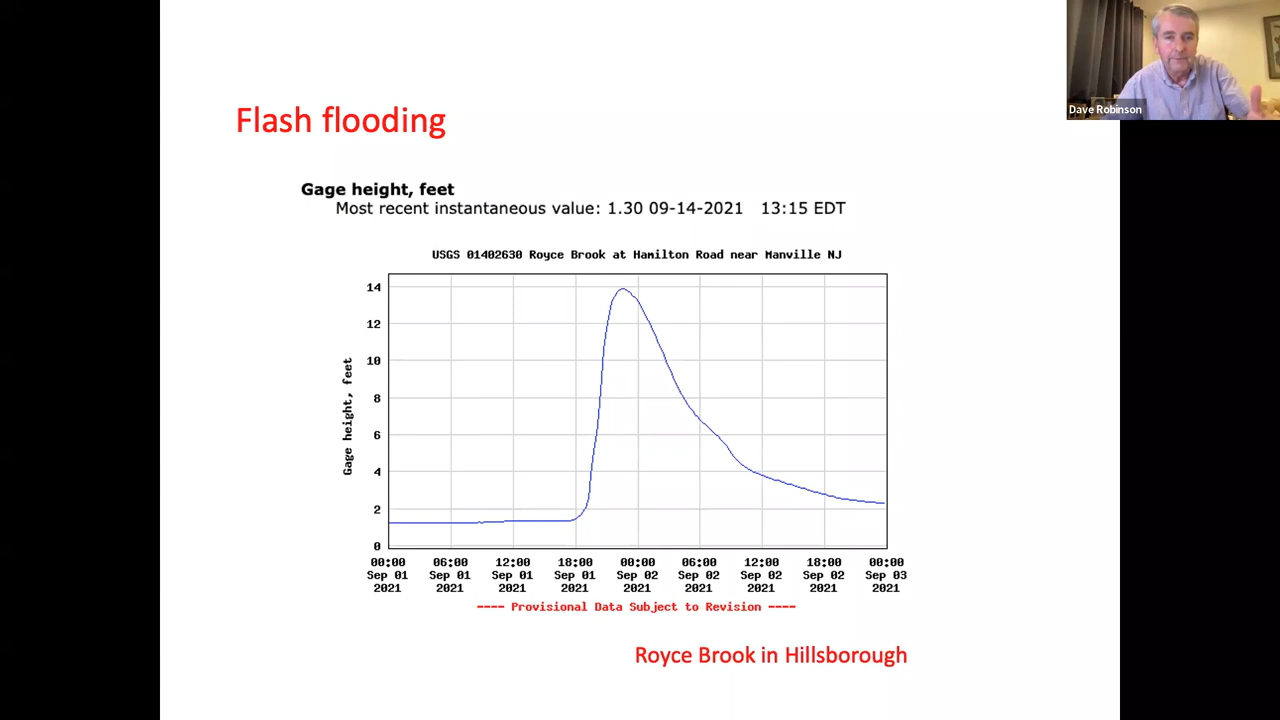 Dave Robinson
Flash flooding
Gage height, feet
Most recent instantaneous value: 1.30 09-14-2021 13:15 EDT
USGS 01402630 Royce Brook at Hamilton Road near Manville NJ
Gage height, feet
14
12
10
8
6
4
2
0
00:00 06:00 12:00 18:00 00:00 06:00 12:00 18:00 00:00
Sep 01 Sep 01 Sep 01 Sep 01 Sep 02 Sep 02 Sep 02 Sep 02 Sep 03
2021 2021 2021 2021 2021 2021 2021 2021 2021
---- Provisional Data Subject to Revision ----
Royce Brook in Hillsborough